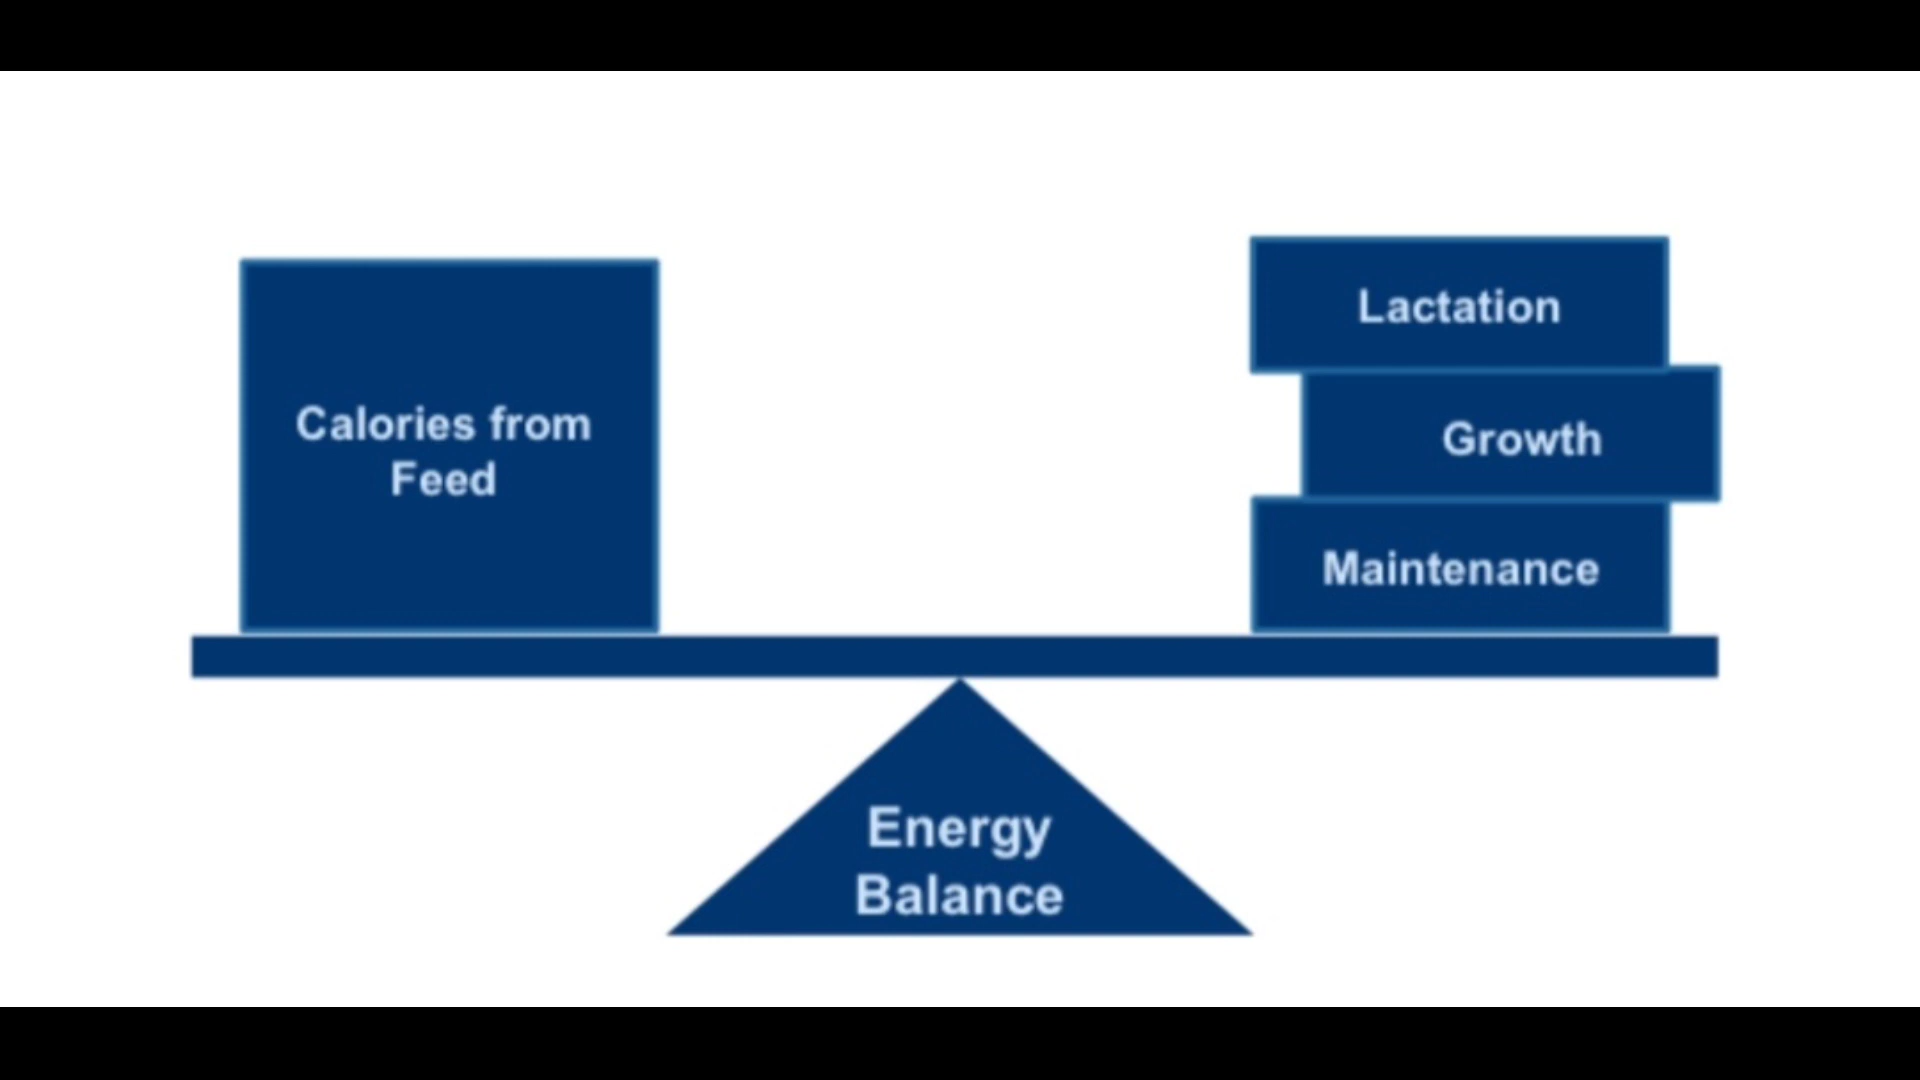 Calories from
Feed
Lactation
Growth
Maintenance
Energy
Balance